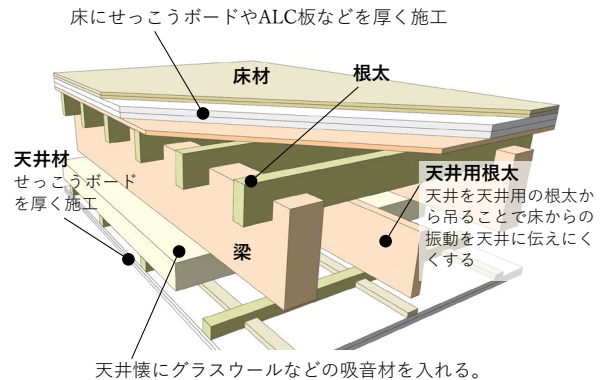 床にせっこうボードやALC板などを厚く施工
床材
根太
天井材
せっこうボード
を厚く施工
天井用根太
天井を天井用の根太か
ら吊ることで床からの
振動を天井に伝えにく
くする
梁
天井懐にグラスウールなどの吸音材を入れる。